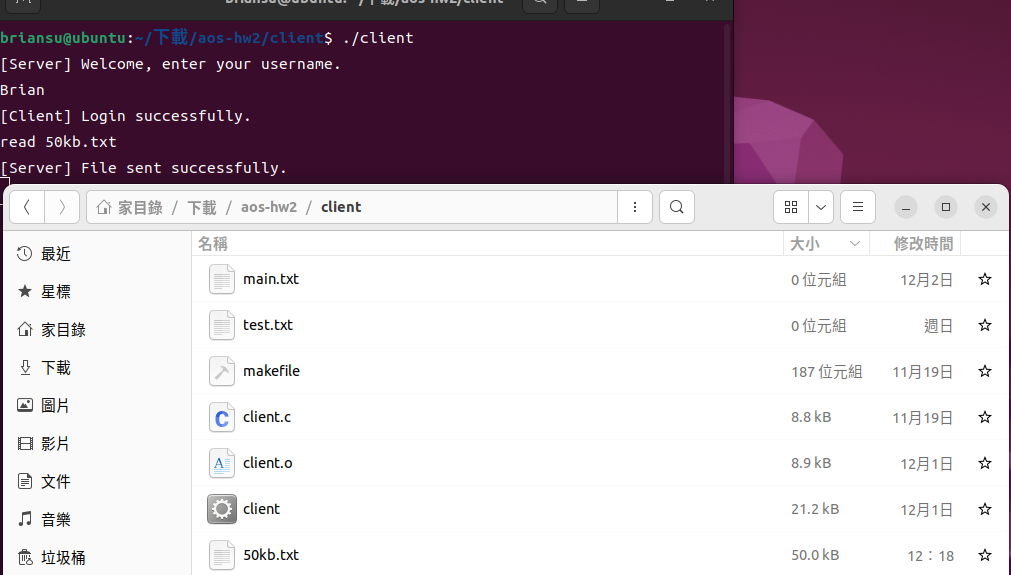 briansu@ubuntu: ~/下載/aos-hw2/client
briansu@ubuntu:~/下載/aos-hw2/client$ ./client
[Server] Welcome, enter your username.
Brian
[Client] Login successfully.
read 50kb.txt
[Server] File sent successfully.
家目錄 / 下載 / aos-hw2 / client
名稱 大小 修改時間
最近
星標
家目錄
下載
圖片
影片
文件
音樂
垃圾桶
main.txt 0 位元組 12月2日
test.txt 0 位元組 週日
makefile 187 位元組 11月19日
client.c 8.8 kB 11月19日
client.o 8.9 kB 12月1日
client 21.2 kB 12月1日
50kb.txt 50.0 kB 12：18